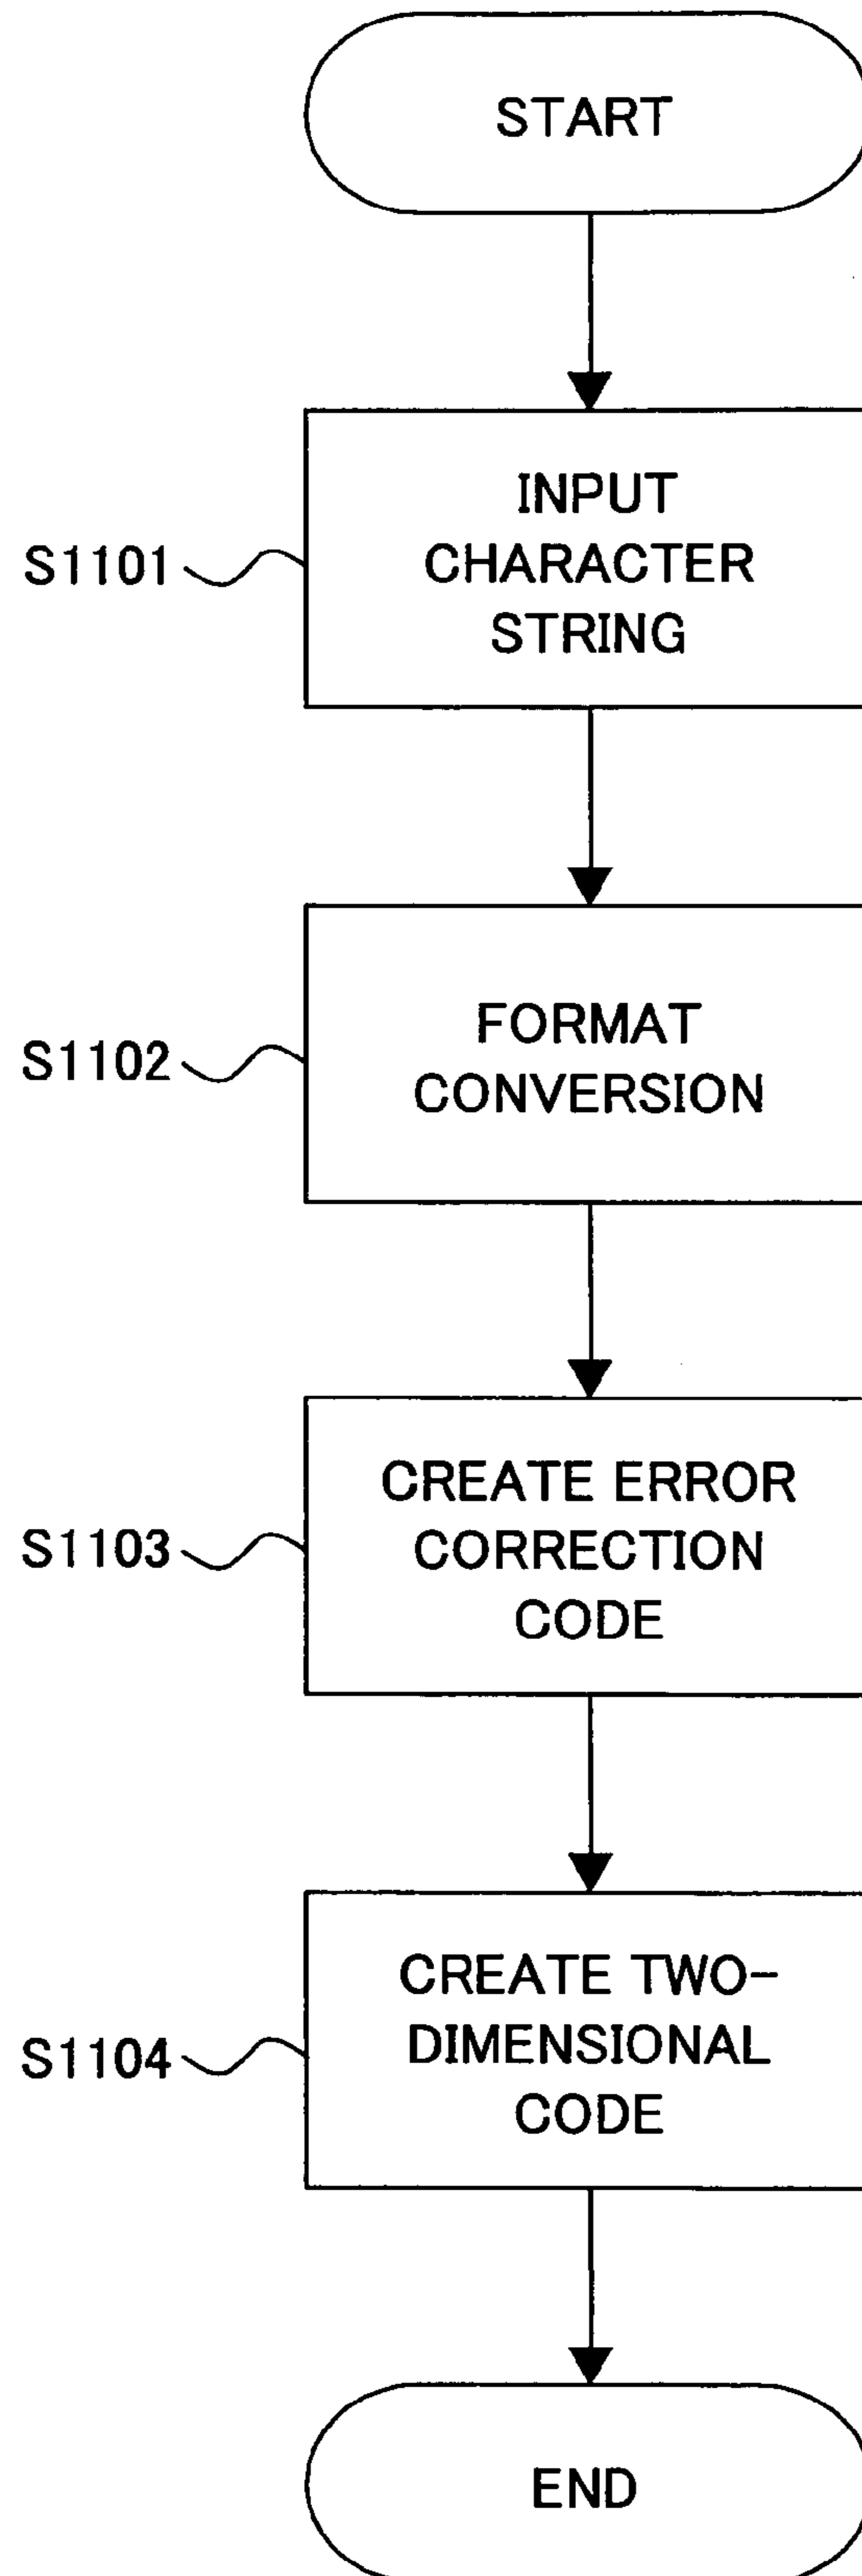 START
INPUT
CHARACTER
STRING
S1101
FORMAT
CONVERSION
S1102
CREATE ERROR
CORRECTION
CODE
S1103
CREATE TWO-
DIMENSIONAL
CODE
S1104
END